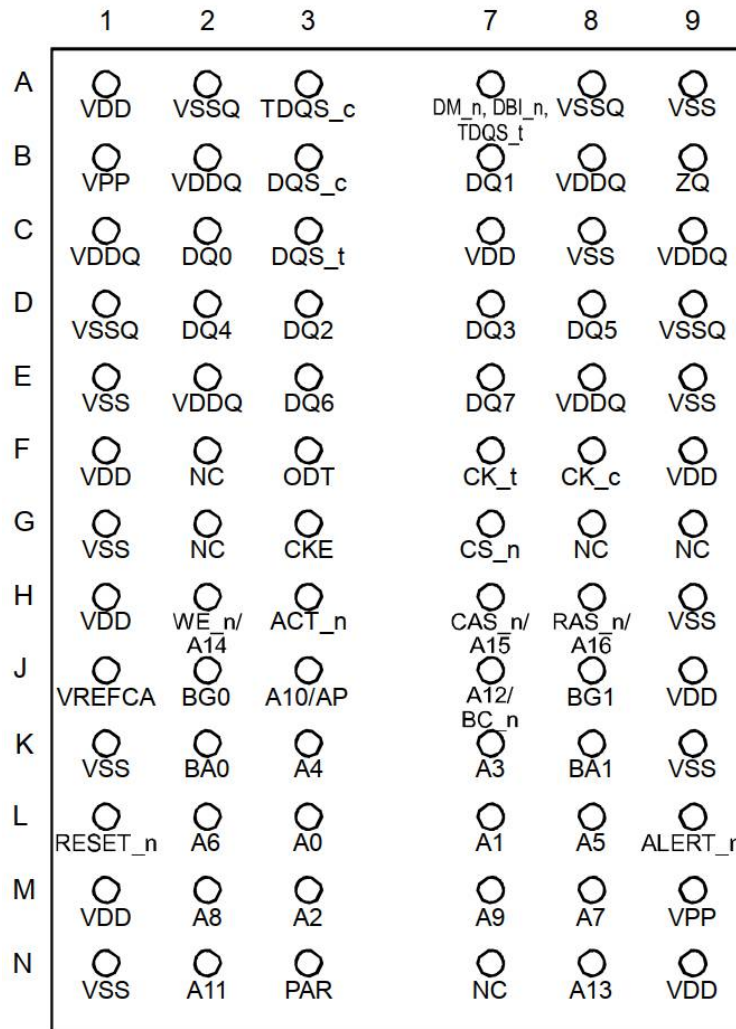 1 2 3 7 8 9
A
VDD VSSQ TDQS_c DM_n, DBI_n, VSSQ VSS
TDQS_t
B
VPP VDDQ DQS_c DQ1 VDDQ ZQ
C
VDDQ DQ0 DQS_t VDD VSS VDDQ
D
VSSQ DQ4 DQ2 DQ3 DQ5 VSSQ
E
VSS VDDQ DQ6 DQ7 VDDQ VSS
F
VDD NC ODT CK_t CK_c VDD
G
VSS NC CKE CS_n NC NC
H
VDD WE_n/ ACT_n CAS_n/ RAS_n/ VSS
A14 A15 A16
J
VREFCA BG0 A10/AP A12/ BG1 VDD
BC_n
K
VSS BA0 A4 A3 BA1 VSS
L
RESET_n A6 A0 A1 A5 ALERT_n
M
VDD A8 A2 A9 A7 VPP
N
VSS A11 PAR NC A13 VDD